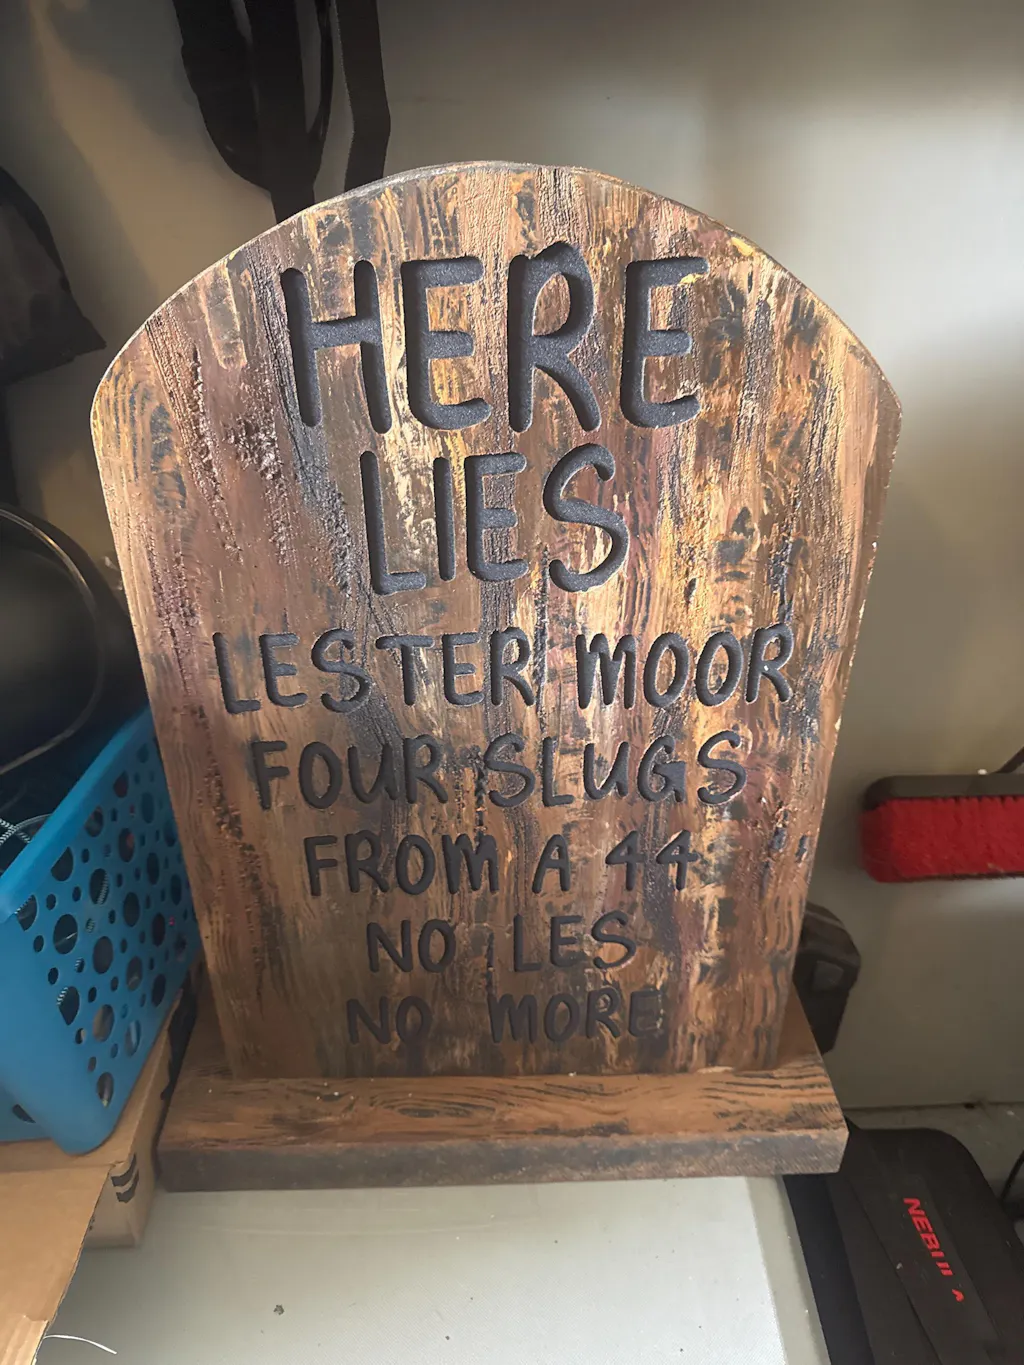 HERE
LIES
LESTER MOOR
FOUR SLUGS
FROM A 44
NO LES
NO MORE